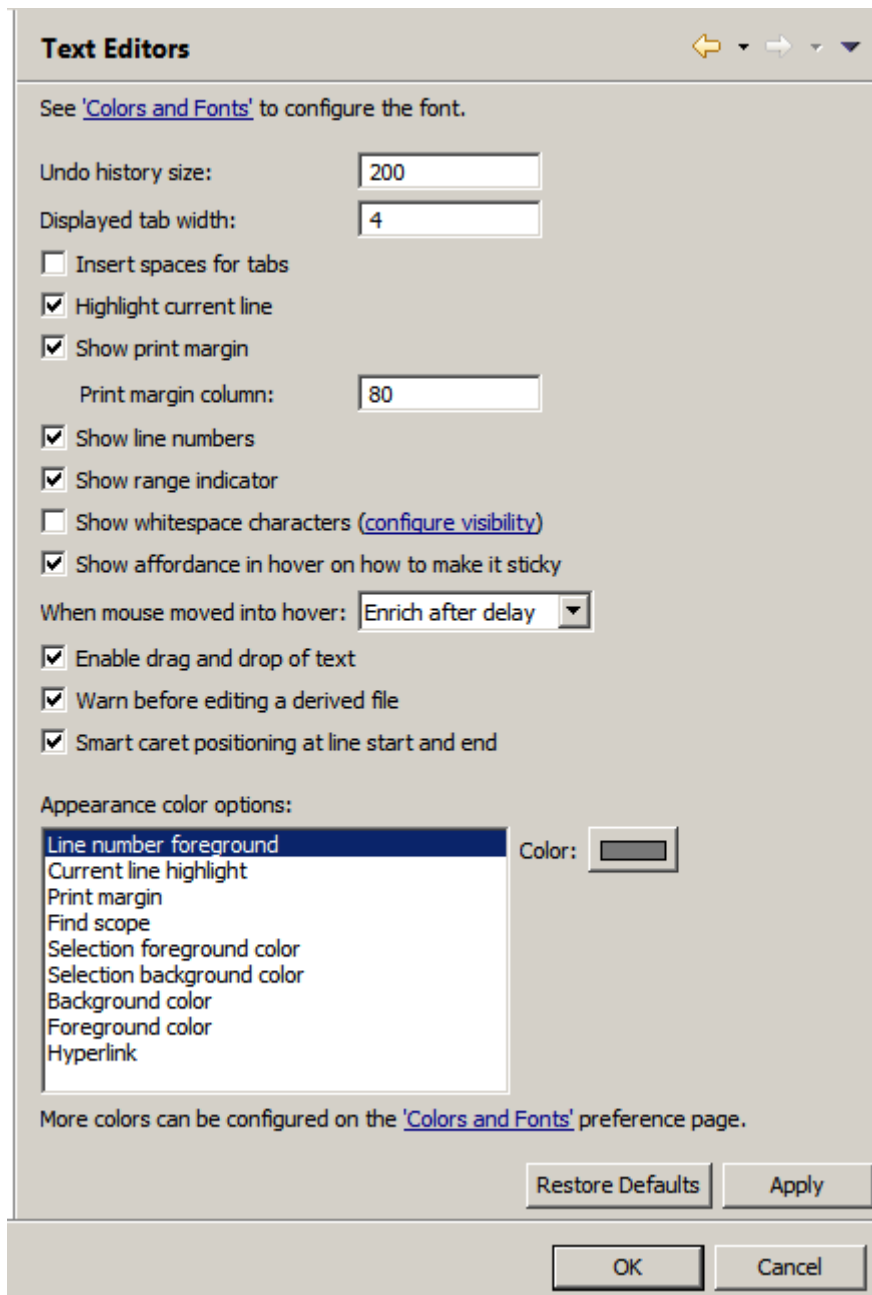 Text Editors
See 'Colors and Fonts' to configure the font.
Undo history size: 200
Displayed tab width: 4
Insert spaces for tabs
Highlight current line
Show print margin
Print margin column: 80
Show line numbers
Show range indicator
Show whitespace characters (configure visibility)
Show affordance in hover on how to make it sticky
When mouse moved into hover: Enrich after delay
Enable drag and drop of text
Warn before editing a derived file
Smart caret positioning at line start and end
Appearance color options:
Line number foreground
Color:
Current line highlight
Print margin
Find scope
Selection foreground color
Selection background color
Background color
Foreground color
Hyperlink
More colors can be configured on the 'Colors and Fonts' preference page.
Restore Defaults Apply
OK Cancel